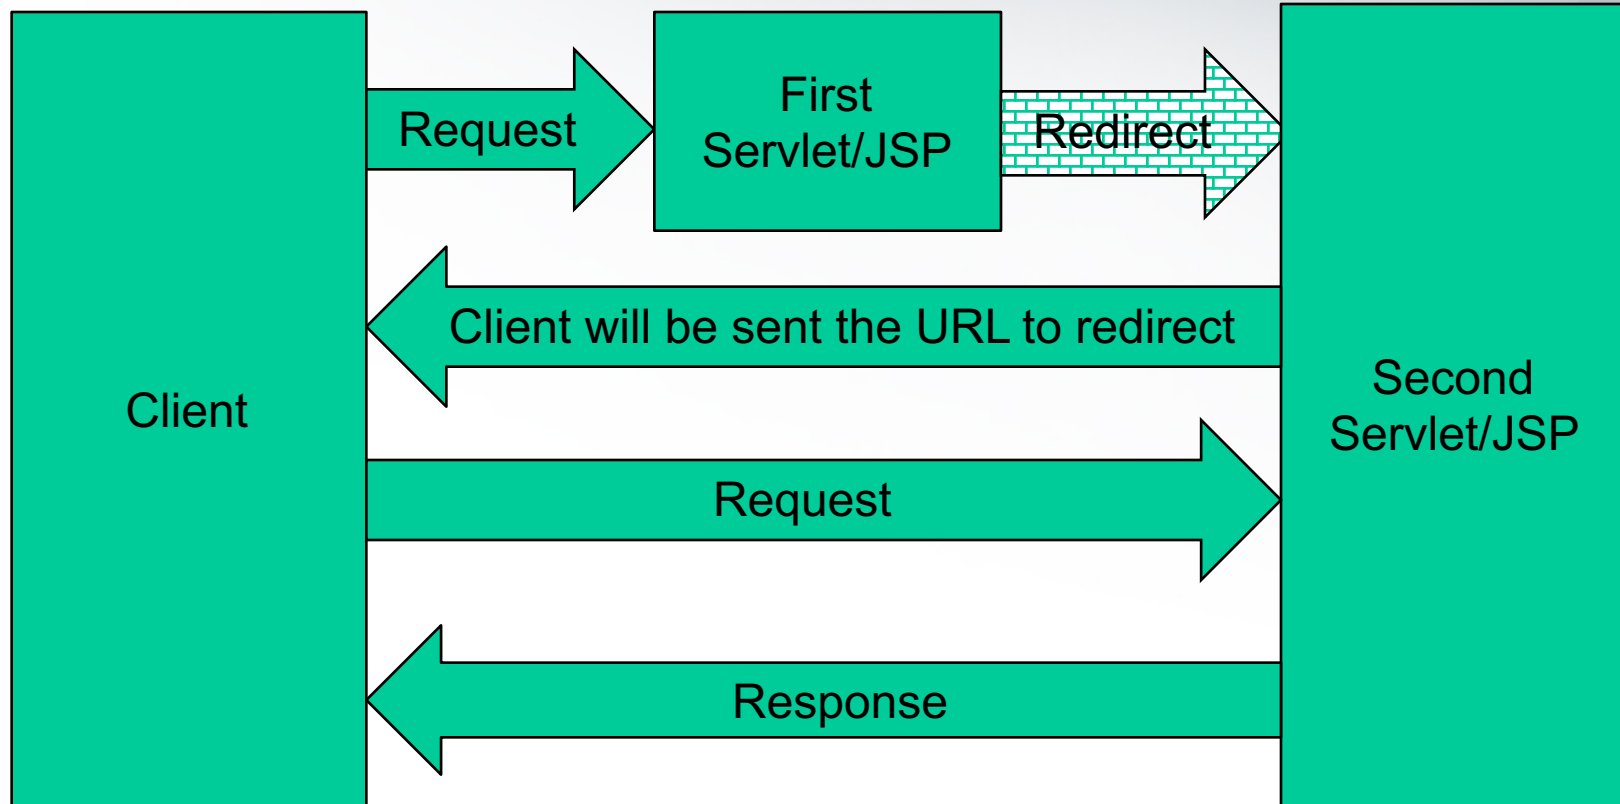 Request
First
Servlet/JSP
Redirect
Client will be sent the URL to redirect
Client
Second
Servlet/JSP
Request
Response